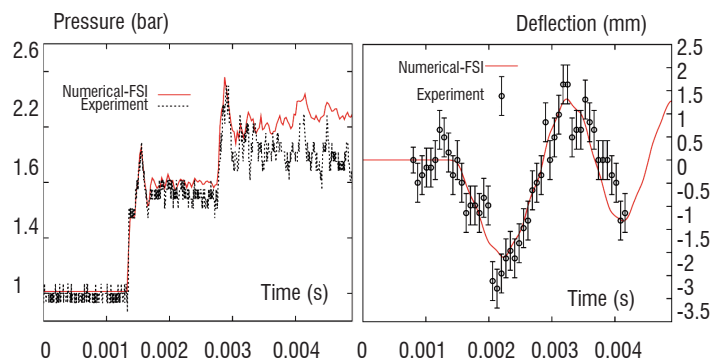 Pressure (bar)
2.6
2.2
1.6
1.4
1
Numerical-FSI
Experiment
Time (s)
0 0.001 0.002 0.003 0.004
Deflection (mm)
2.5
2
1.5
1
0.5
0
-0.5
-1
-1.5
-2
-2.5
-3
-3.5
Numerical-FSI
Experiment
Time (s)
0 0.001 0.002 0.003 0.004